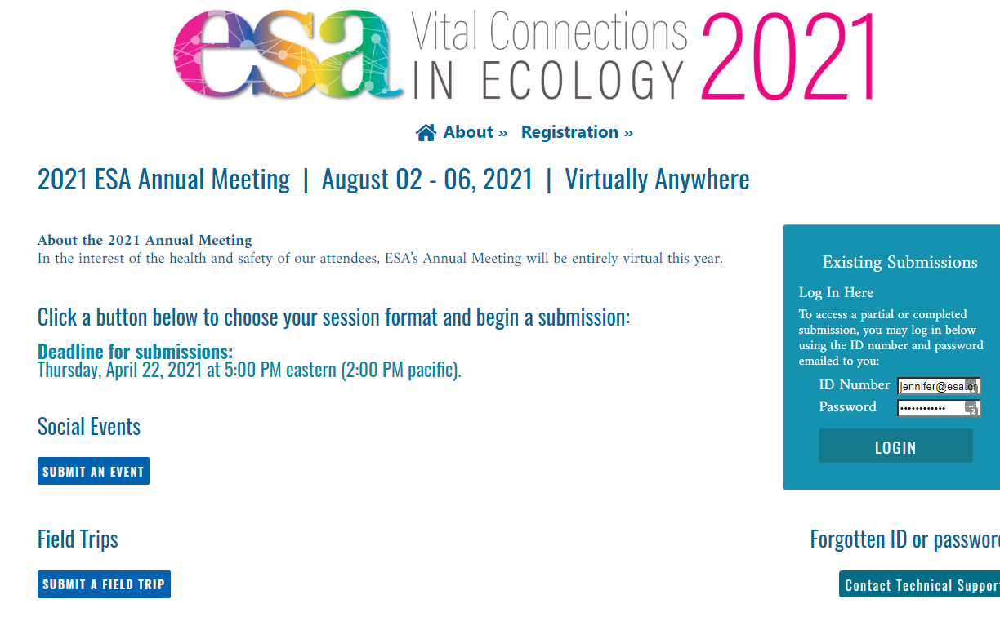 esa Vital Connections IN ECOLOGY 2021
About » Registration »
2021 ESA Annual Meeting | August 02 - 06, 2021 | Virtually Anywhere
About the 2021 Annual Meeting
In the interest of the health and safety of our attendees, ESA's Annual Meeting will be entirely virtual this year.
Click a button below to choose your session format and begin a submission:
Deadline for submissions:
Thursday, April 22, 2021 at 5:00 PM eastern (2:00 PM pacific).
Social Events
SUBMIT AN EVENT
Field Trips
SUBMIT A FIELD TRIP
Existing Submissions
Log In Here
To access a partial or completed
submission, you may log in below
using the ID number and password
emailed to you:
ID Number jennifer@esa
Password ••••••••••••
LOGIN
Forgotten ID or password
Contact Technical Support